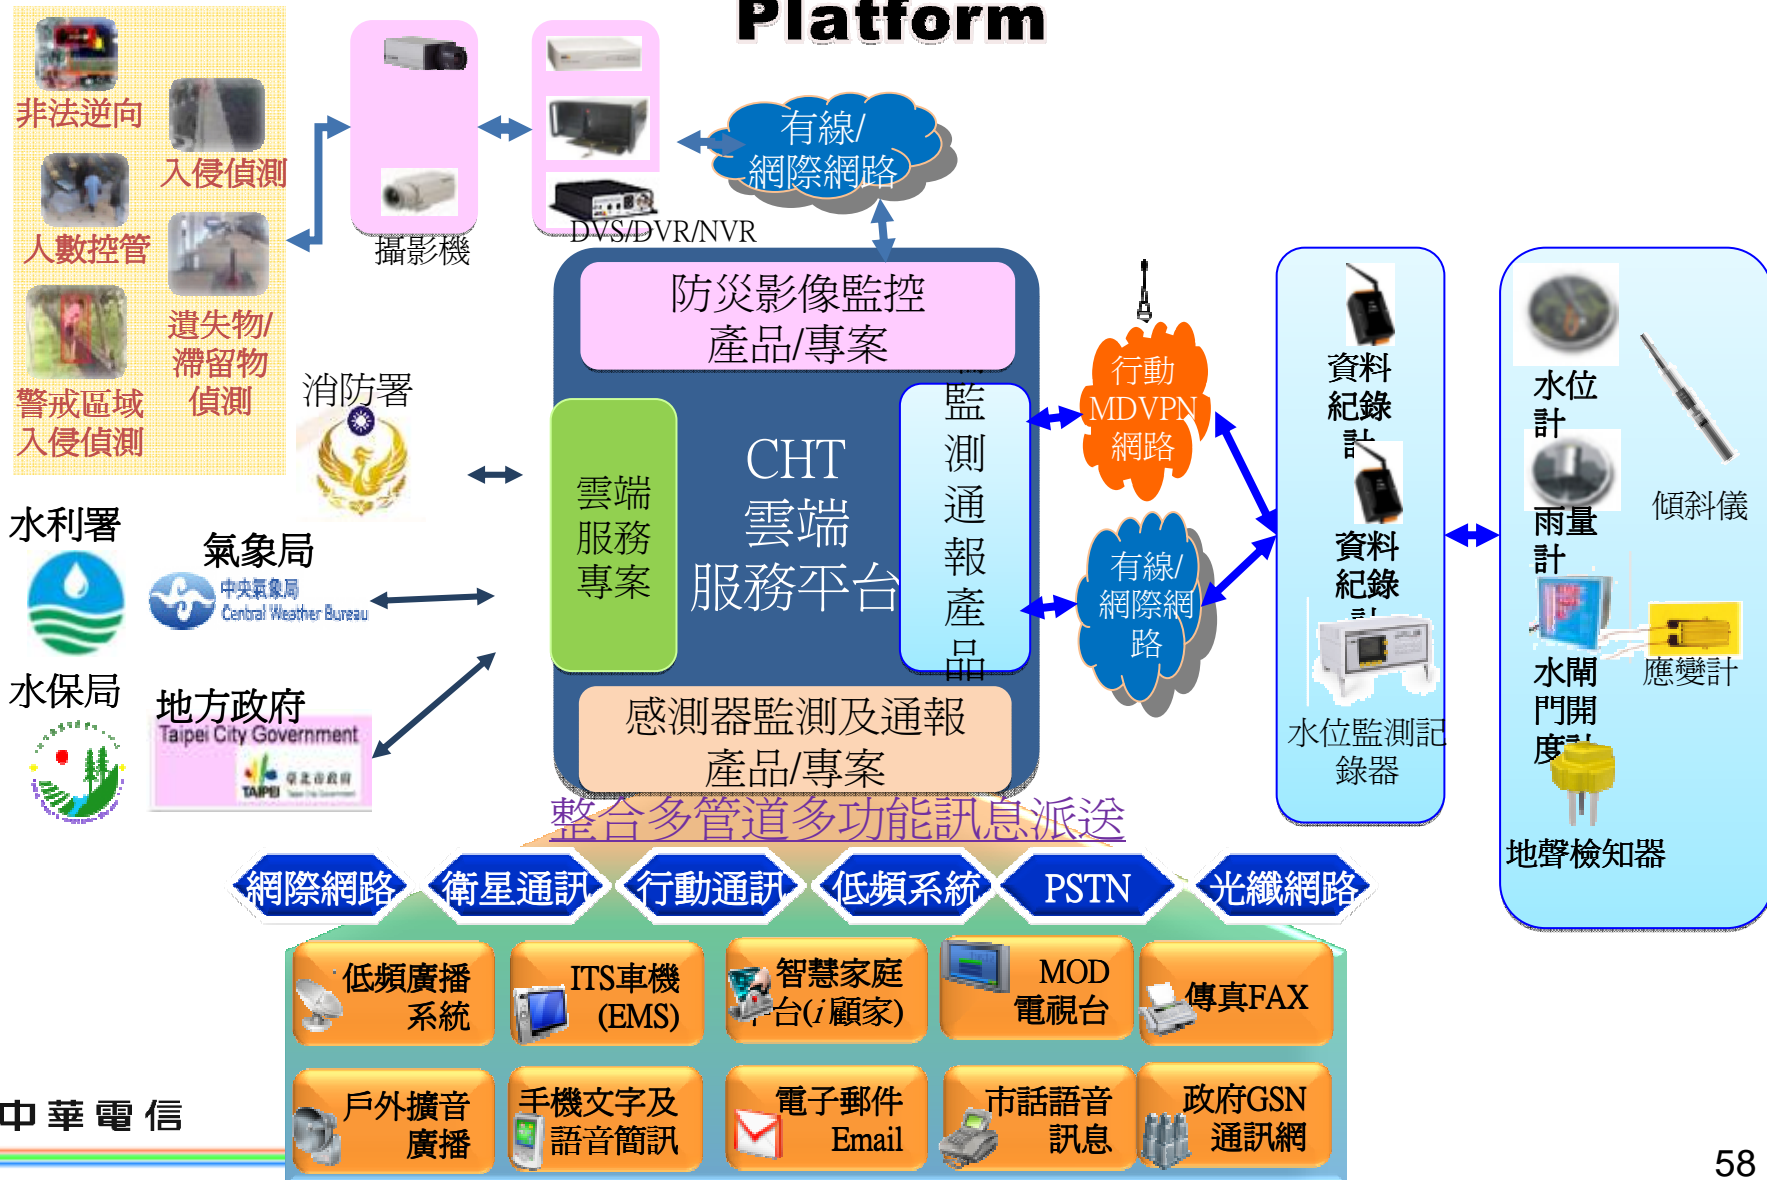 Platform
非法逆向
入侵偵測
人數控管
遺失物/
滯留物
偵測
警戒區域
入侵偵測
攝影機
DVS/DVR/NVR
有線/
網際網路
防災影像監控
產品/專案
消防署
水利署
氣象局
中央氣象局
Central Weather Bureau
水保局
地方政府
Taipei City Government
臺北市政府
TAIPEI
雲端
服務
專案
CHT
雲端
服務平台
監
測
通
報
產
品
感測器監測及通報
產品/專案
行動
MDVPN
網路
有線/
網際網
路
資料
紀錄
計
資料
紀錄
水位監測記
錄器
水位
計
傾斜儀
雨量
計
應變計
水閘
門開
度計
地聲檢知器
整合多管道多功能訊息派送
網際網路
衛星通訊
行動通訊
低頻系統
PSTN
光纖網路
低頻廣播
系統
ITS車機
(EMS)
智慧家庭
台(i 顧家)
MOD
電視台
傳真FAX
戶外擴音
廣播
手機文字及
語音簡訊
電子郵件
Email
市話語音
訊息
政府GSN
通訊網
中華電信
58